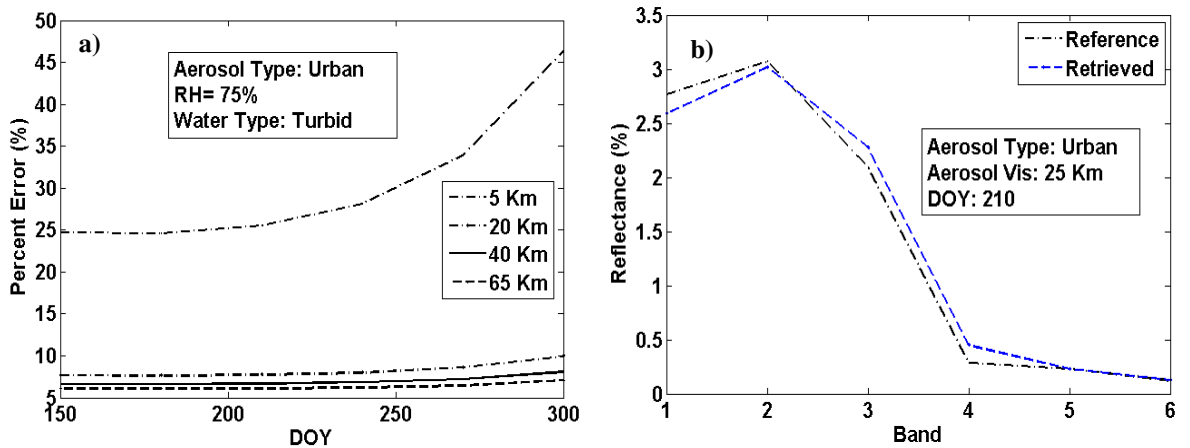 a)
Aerosol Type: Urban
RH= 75%
Water Type: Turbid
5 Km
20 Km
40 Km
65 Km
Percent Error (%)
50
45
40
35
30
25
20
15
10
5
150
200
250
300
DOY
b)
Reference
Retrieved
Aerosol Type: Urban
Aerosol Vis: 25 Km
DOY: 210
Reflectance (%)
3.5
3
2.5
2
1.5
1
0.5
0
1
2
3
4
5
6
Band